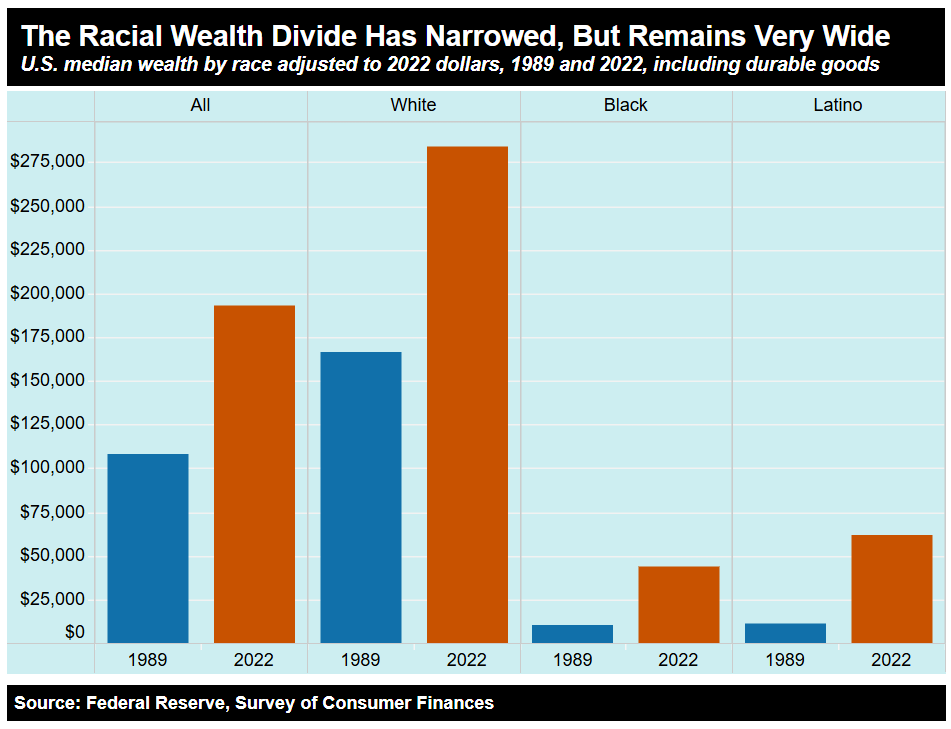 The Racial Wealth Divide Has Narrowed, But Remains Very Wide
U.S. median wealth by race adjusted to 2022 dollars, 1989 and 2022, including durable goods
All White Black Latino
$275,000
$250,000
$225,000
$200,000
$175,000
$150,000
$125,000
$100,000
$75,000
$50,000
$25,000
$0
1989 2022 1989 2022 1989 2022 1989 2022
Source: Federal Reserve, Survey of Consumer Finances